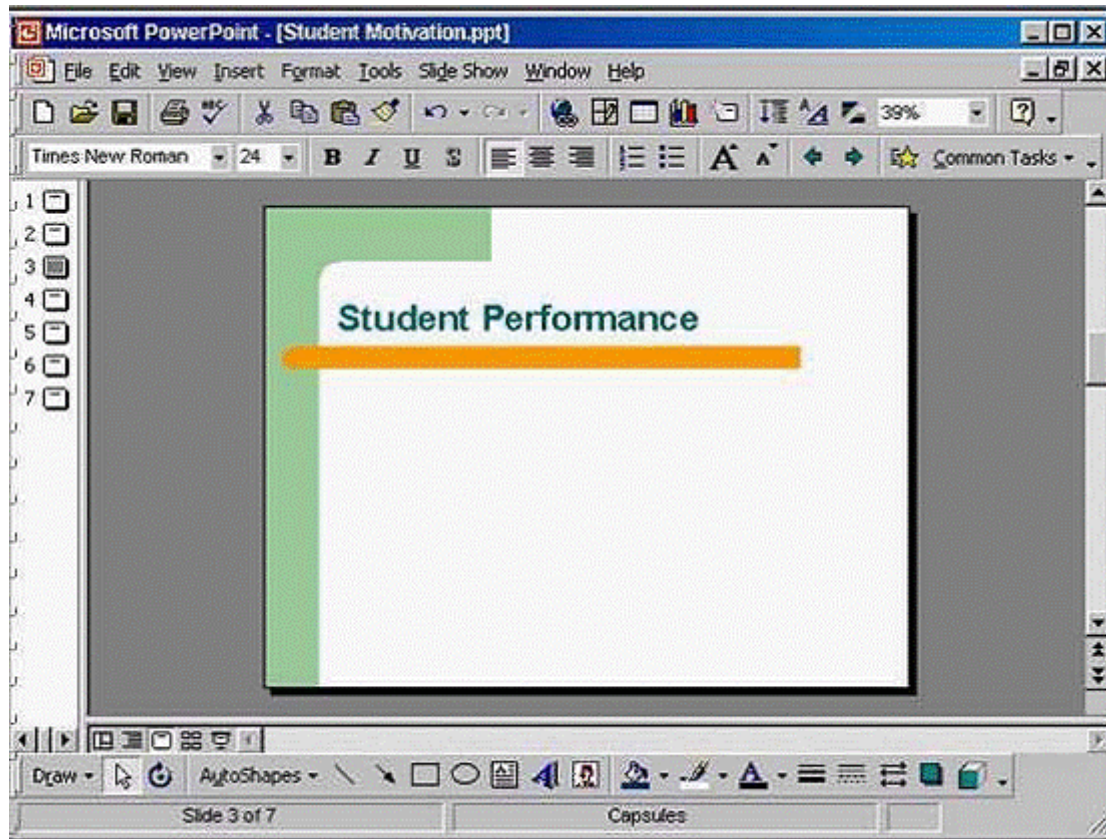 Microsoft PowerPoint - [Student Motivation.ppt]
File Edit View Insert Format Tools Slide Show Window Help
39%
Times New Roman 24 B I U S A A Common Tasks
1
2
3
4
5
6
7
Student Performance
Draw AutoShapes A A
Slide 3 of 7 Capsules